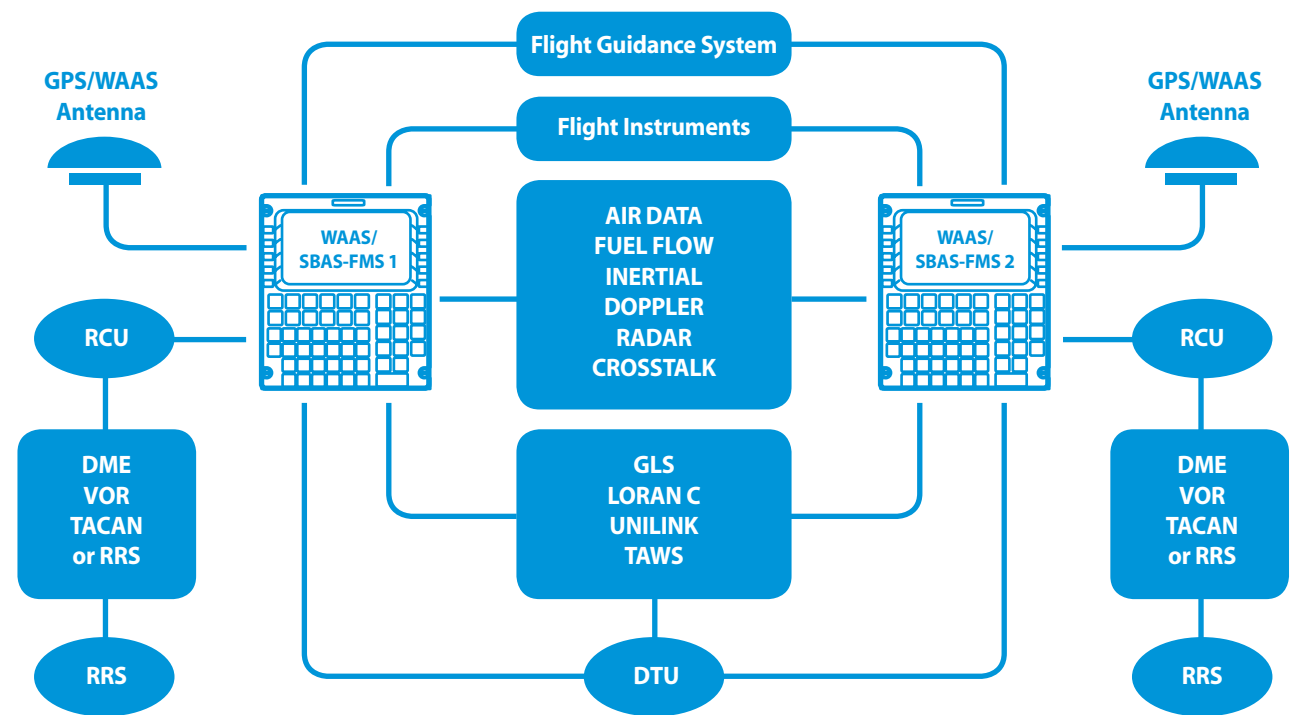 Flight Guidance System
GPS/WAAS
Antenna
GPS/WAAS
Antenna
Flight Instruments
WAAS/
SBAS-FMS 1
AIR DATA
FUEL FLOW
INERTIAL
DOPPLER
RADAR
CROSSTALK
WAAS/
SBAS-FMS 2
RCU
RCU
DME
VOR
TACAN
or RRS
GLS
LORAN C
UNILINK
TAWS
DME
VOR
TACAN
or RRS
RRS
DTU
RRS